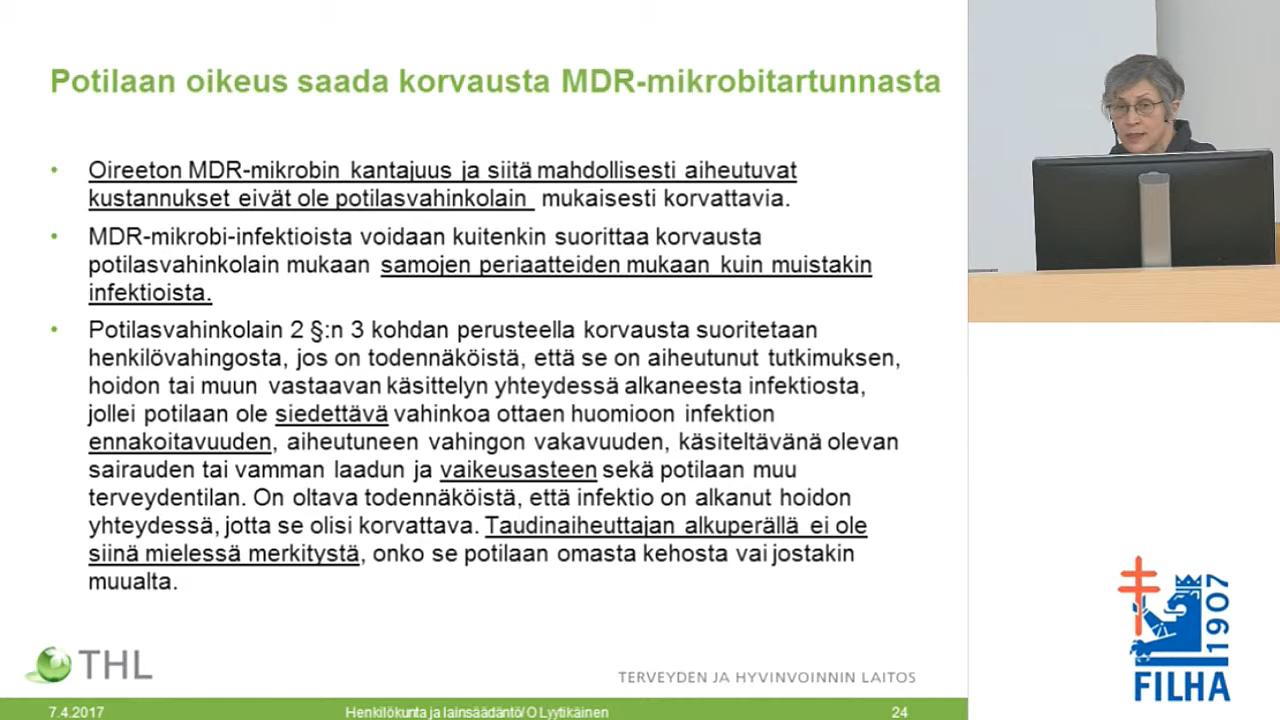 Potilaan oikeus saada korvausta MDR-mikrobitartunnasta
• Oireeton MDR-mikrobin kantajuus ja siitä mahdollisesti aiheutuvat
kustannukset eivät ole potilasvahinkolain mukaisesti korvattavia.
• MDR-mikrobi-infektioista voidaan kuitenkin suorittaa korvausta
potilasvahinkolain mukaan samojen periaatteiden mukaan kuin muistakin
infektioista.
• Potilasvahinkolain 2 §:n 3 kohdan perusteella korvausta suoritetaan
henkilövahingosta, jos on todennäköistä, että se on aiheutunut tutkimuksen,
hoidon tai muun vastaavan käsittelyn yhteydessä alkaneesta infektiosta,
jollei potilaan ole siedettävä vahinkoa ottaen huomioon infektion
ennakoitavuuden, aiheutuneen vahingon vakavuuden, käsiteltävänä olevan
sairauden tai vamman laadun ja vaikeusasteen sekä potilaan muu
terveydentilan. On oltava todennäköistä, että infektio on alkanut hoidon
yhteydessä, jotta se olisi korvattava. Taudinaiheuttajan alkuperällä ei ole
siinä mielessä merkitystä, onko se potilaan omasta kehosta vai jostakin
muualta.
THL
TERVEYDEN JA HYVINVOINNIN LAITOS
7.4.2017 Henkilökunta ja lainsäädäntö/ O Lyytikäinen 24
1907
FILHA